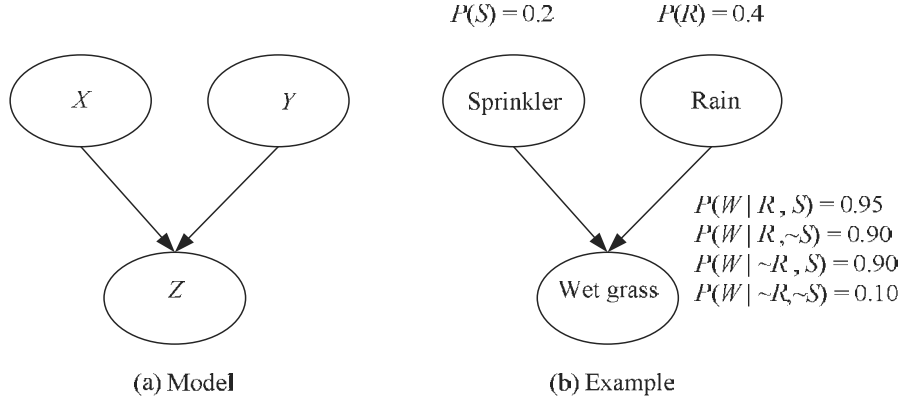 P(S) = 0.2
P(R) = 0.4
X
Y
Sprinkler
Rain
P(W | R , S) = 0.95
P(W | R ,~S) = 0.90
P(W | ~R , S) = 0.90
P(W | ~R,~S) = 0.10
Z
Wet grass
(a) Model
(b) Example